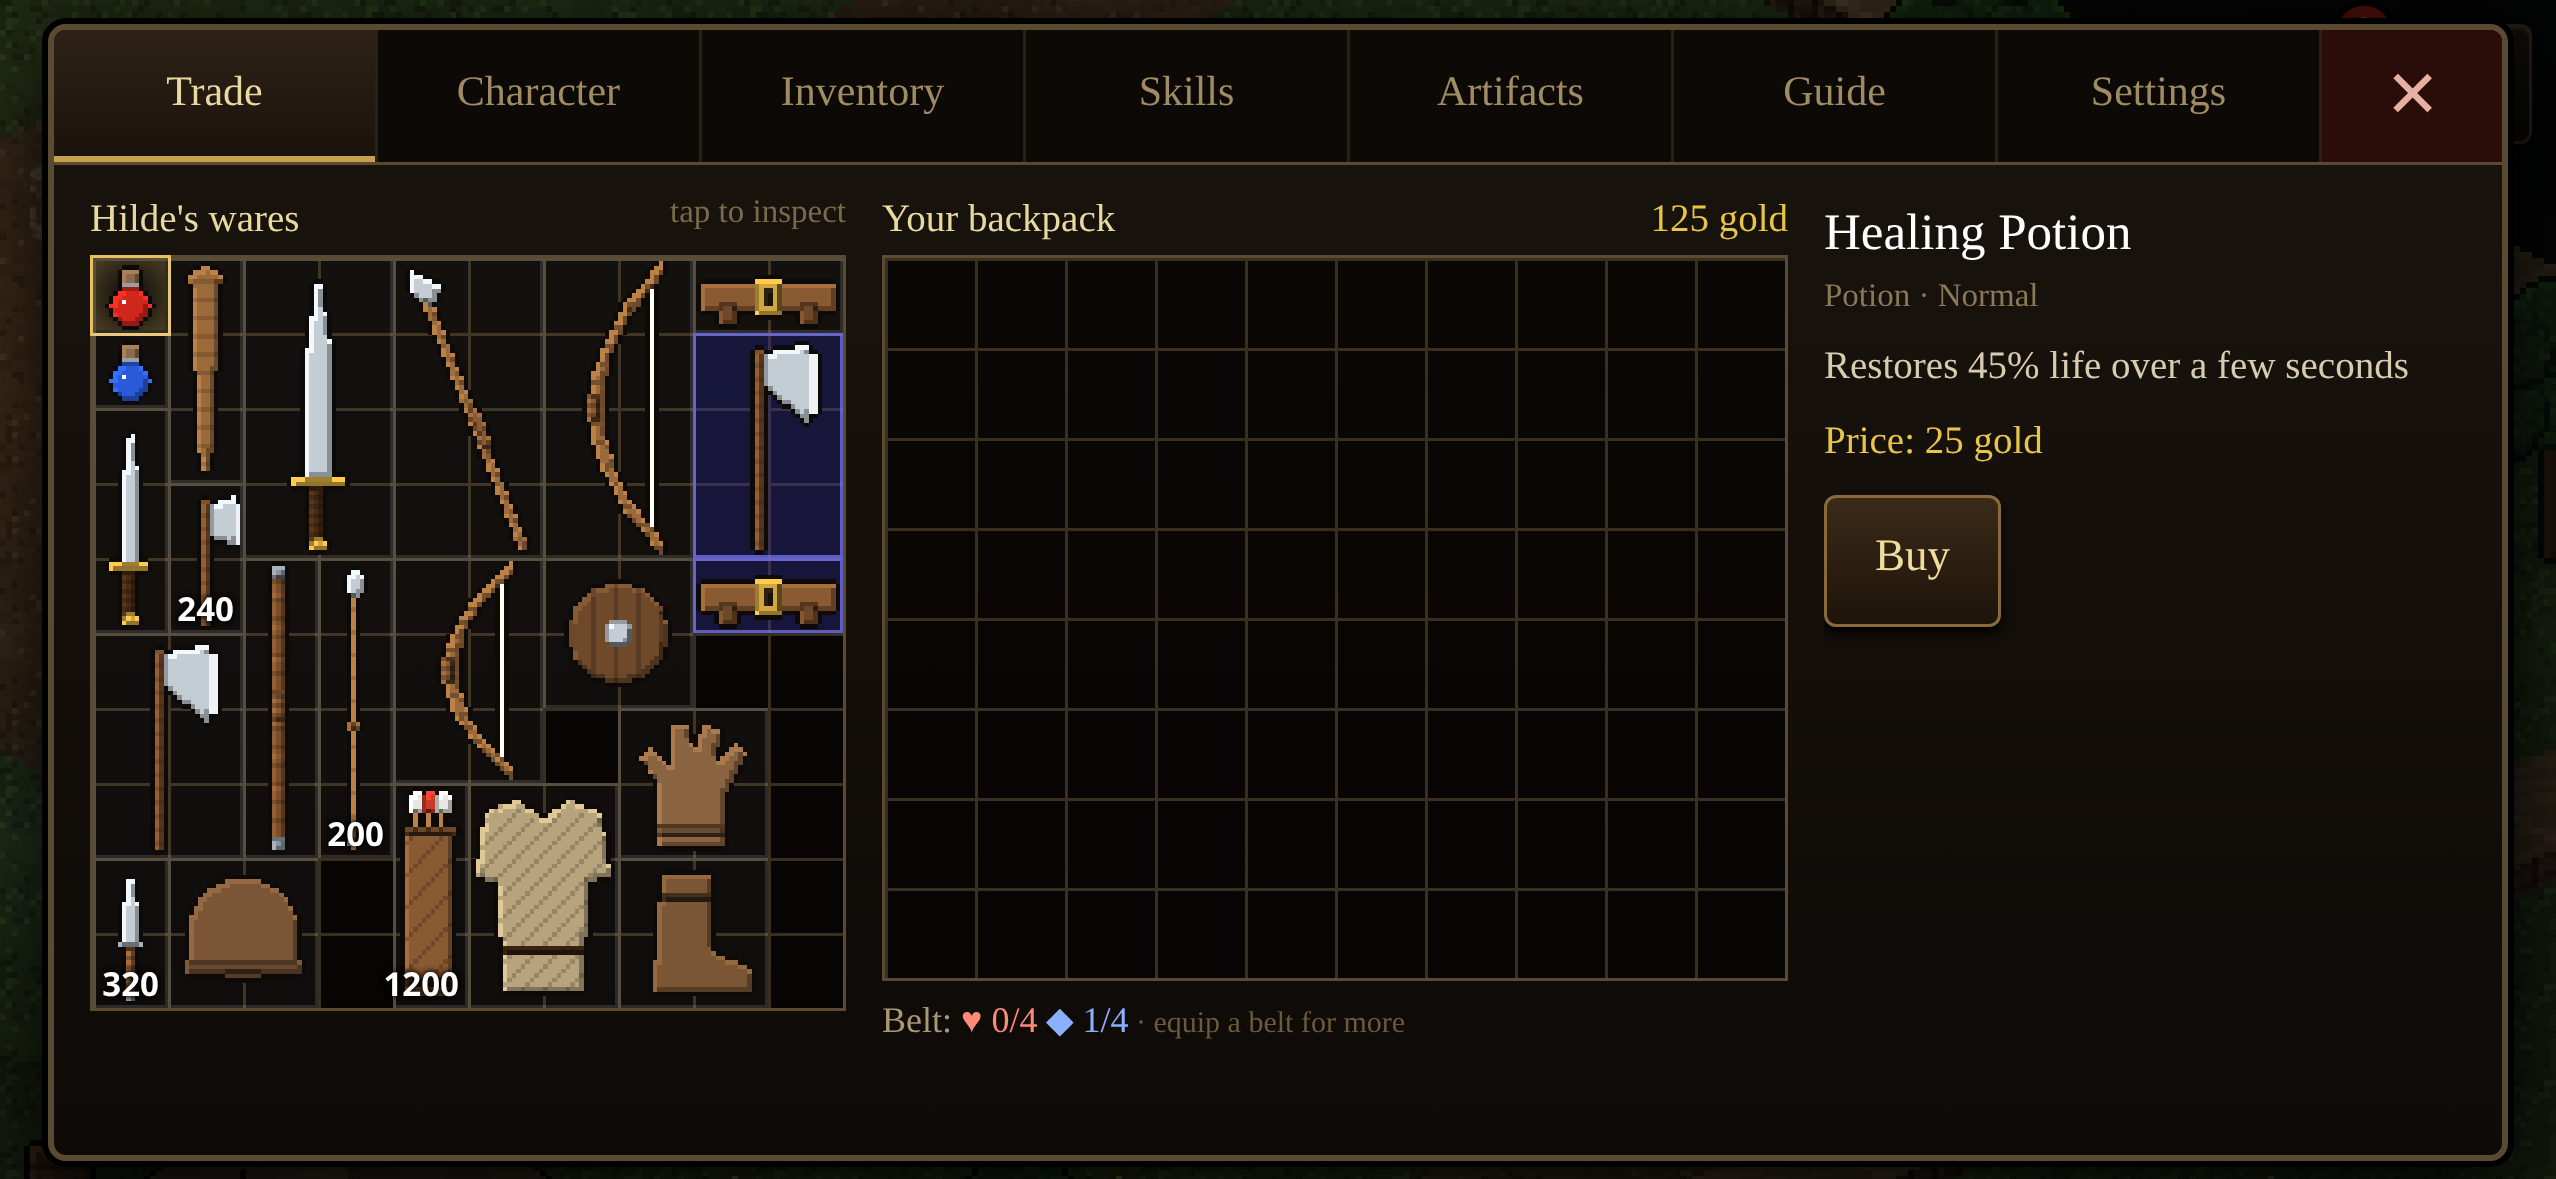 Trade Character Inventory Skills Artifacts Guide Settings ✕
Hilde's wares
tap to inspect
240
200
320
1200
Your backpack
125 gold
Belt: ♥ 0/4 ◆ 1/4 · equip a belt for more
Healing Potion
Potion · Normal
Restores 45% life over a few seconds
Price: 25 gold
Buy